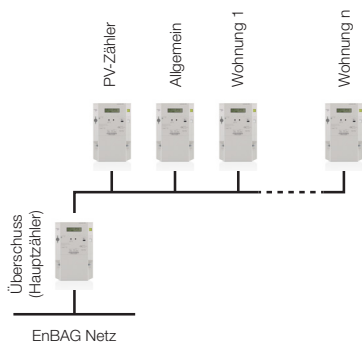 PV-Zähler
Allgemein
Wohnung 1
Wohnung n
Überschuss
(Hauptzähler)
EnBAG Netz